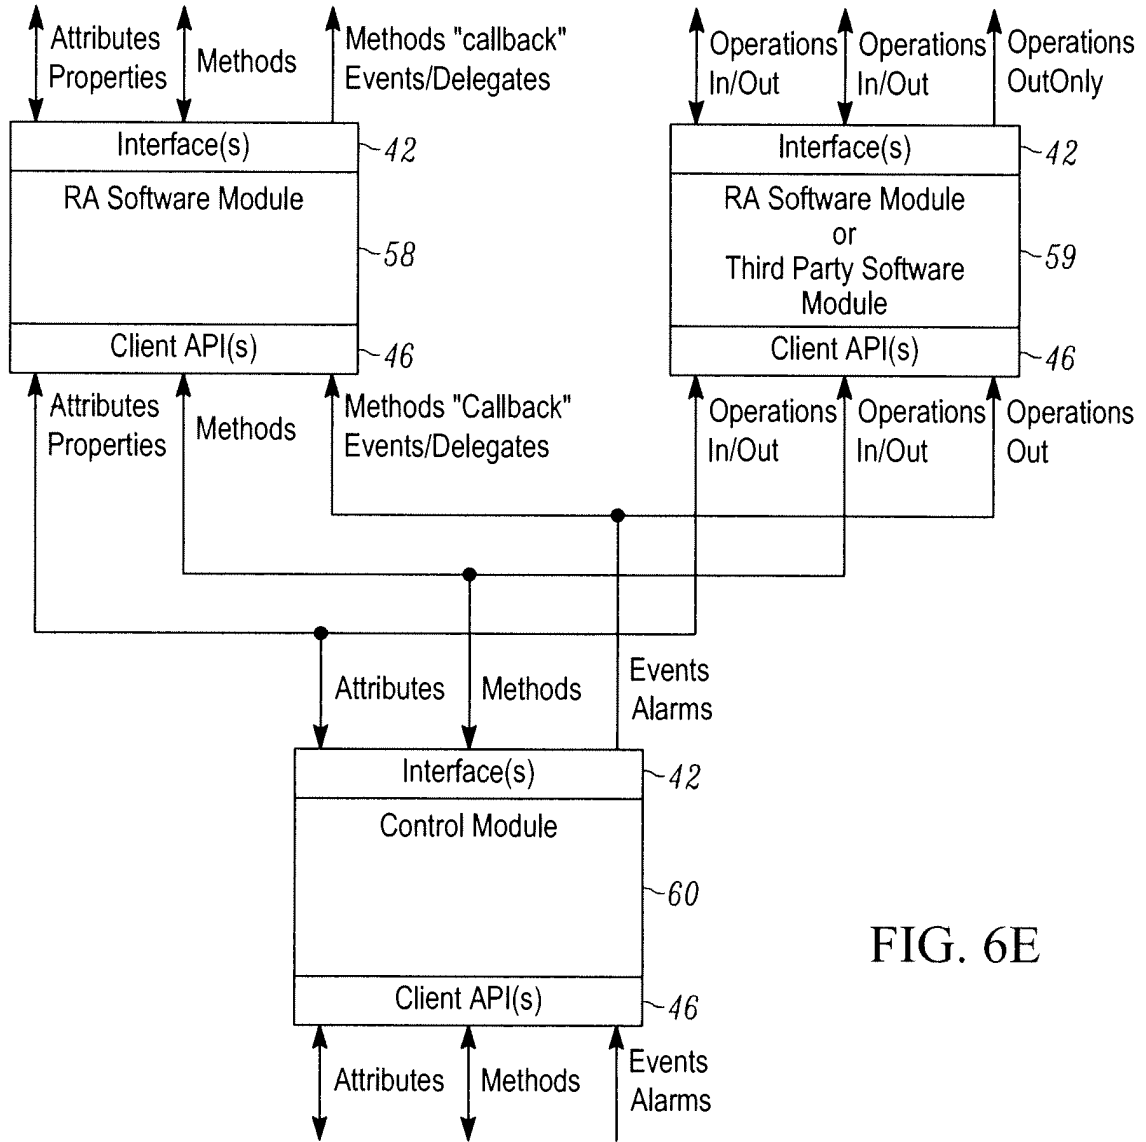 Attributes
Properties
Methods
Methods "callback"
Events/Delegates
Operations
In/Out
Operations
In/Out
Operations
OutOnly
Interface(s)
42
RA Software Module
58
Client API(s)
46
Interface(s)
42
RA Software Module
or
Third Party Software
Module
59
Client API(s)
46
Attributes
Properties
Methods
Methods "Callback"
Events/Delegates
Operations
In/Out
Operations
In/Out
Operations
Out
Attributes
Methods
Events
Alarms
Interface(s)
42
Control Module
60
Client API(s)
46
Attributes
Methods
Events
Alarms
FIG. 6E